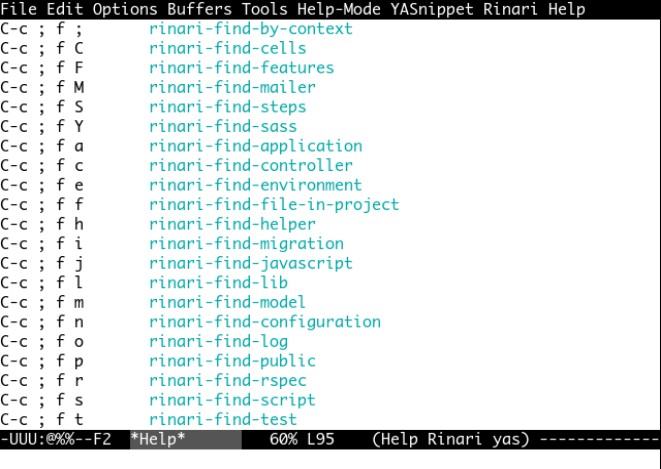 File Edit Options Buffers Tools Help-Mode YASnippet Rinari Help
C-c ; f ;       rinari-find-by-context
C-c ; f C       rinari-find-cells
C-c ; f F       rinari-find-features
C-c ; f M       rinari-find-mailer
C-c ; f S       rinari-find-steps
C-c ; f Y       rinari-find-sass
C-c ; f a       rinari-find-application
C-c ; f c       rinari-find-controller
C-c ; f e       rinari-find-environment
C-c ; f f       rinari-find-file-in-project
C-c ; f h       rinari-find-helper
C-c ; f i       rinari-find-migration
C-c ; f j       rinari-find-javascript
C-c ; f l       rinari-find-lib
C-c ; f m       rinari-find-model
C-c ; f n       rinari-find-configuration
C-c ; f o       rinari-find-log
C-c ; f p       rinari-find-public
C-c ; f r       rinari-find-rspec
C-c ; f s       rinari-find-script
C-c ; f t       rinari-find-test
-UUU:@%%--F2  *Help*         60% L95    (Help Rinari yas) -------------